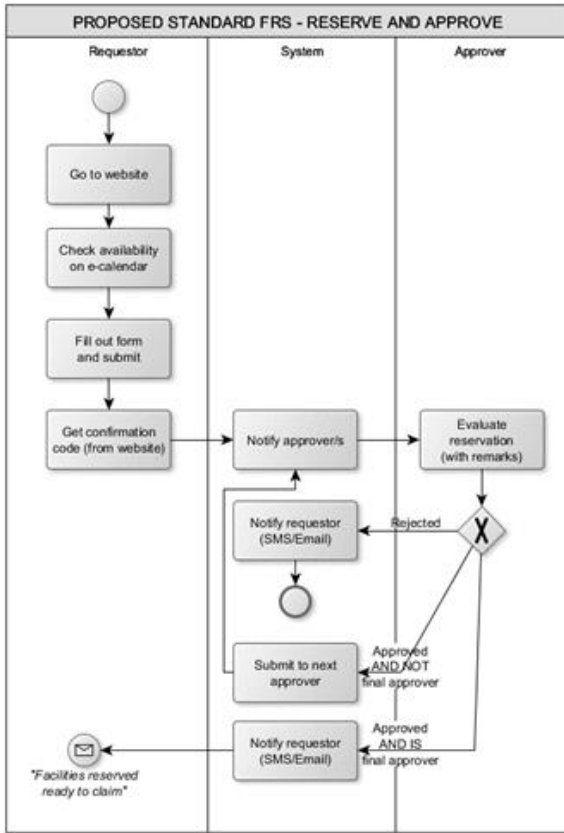 PROPOSED STANDARD FRS - RESERVE AND APPROVE
Requestor
System
Approver
Go to website
Check availability
on e-calendar
Fill out form
and submit
Get confirmation
code (from website)
Notify approver/s
Evaluate
reservation
(with remarks)
Notify requestor
(SMS/Email)
Rejected
X
Submit to next
approver
Approved
AND NOT
final approver
Notify requestor
(SMS/Email)
Approved
AND IS
final approver
"Facilities reserved
ready to claim"